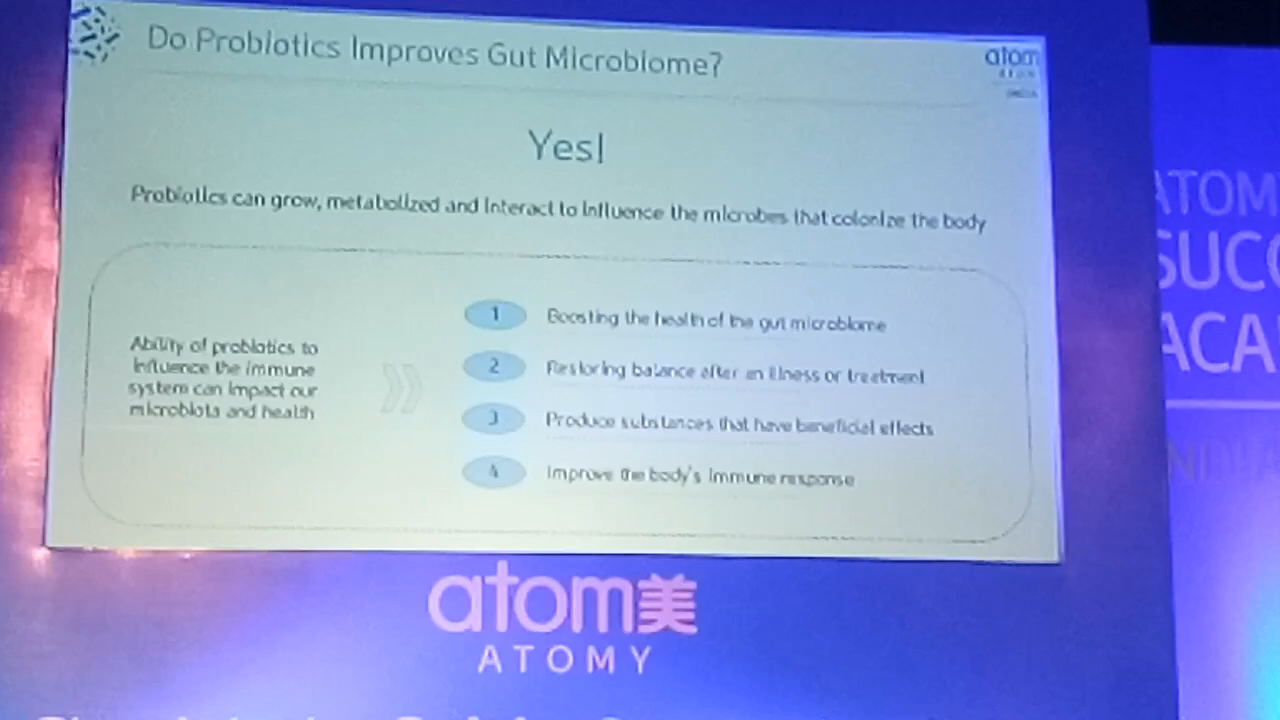 Do Probiotics Improves Gut Microbiome?
atom
INDIA
Yes!
Probiotics can grow, metabolized and interact to influence the microbes that colonize the body
Ability of probiotics to
influence the immune
system can impact our
microbiota and health
1 Boosting the health of the gut microbiome
2 Restoring balance after an illness or treatment
3 Produce substances that have beneficial effects
4 Improve the body's immune response
atom美
ATOMY
ATOM
SUCC
ACA